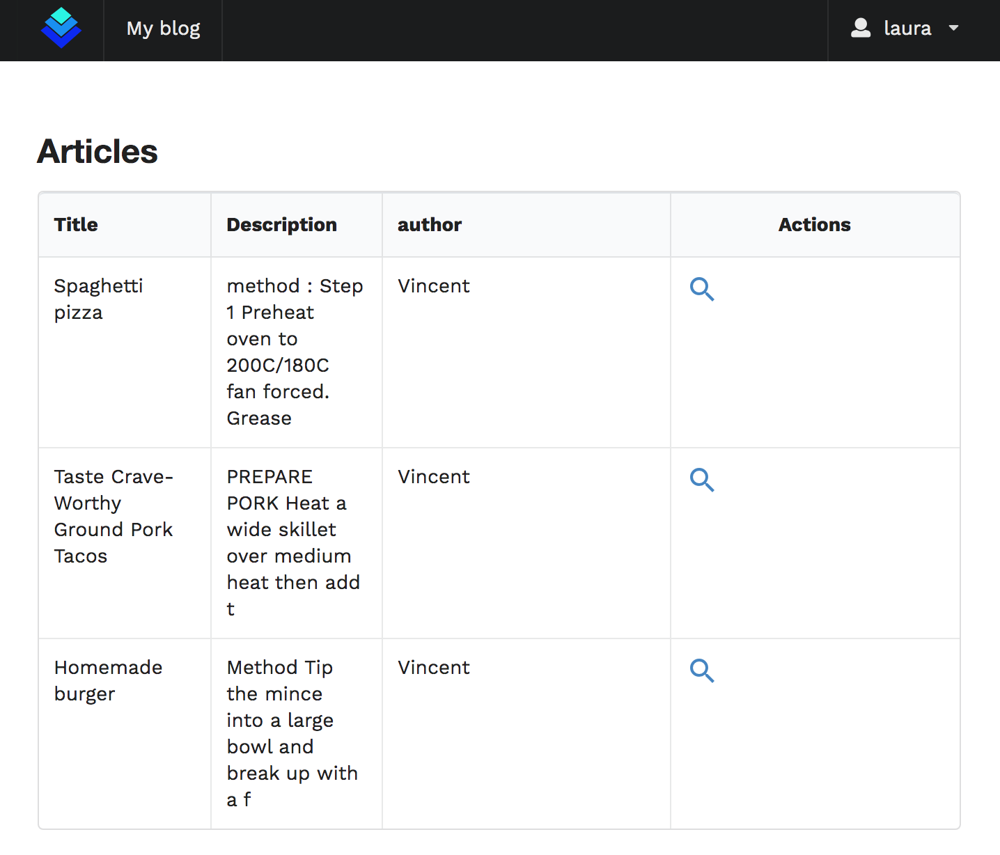 My blog
laura
Articles
Title
Description
author
Actions
Spaghetti
pizza
method : Step
1 Preheat
oven to
200C/180C
fan forced.
Grease
Vincent
Taste Crave-
Worthy
Ground Pork
Tacos
PREPARE
PORK Heat a
wide skillet
over medium
heat then add
t
Vincent
Homemade
burger
Method Tip
the mince
into a large
bowl and
break up with
a f
Vincent